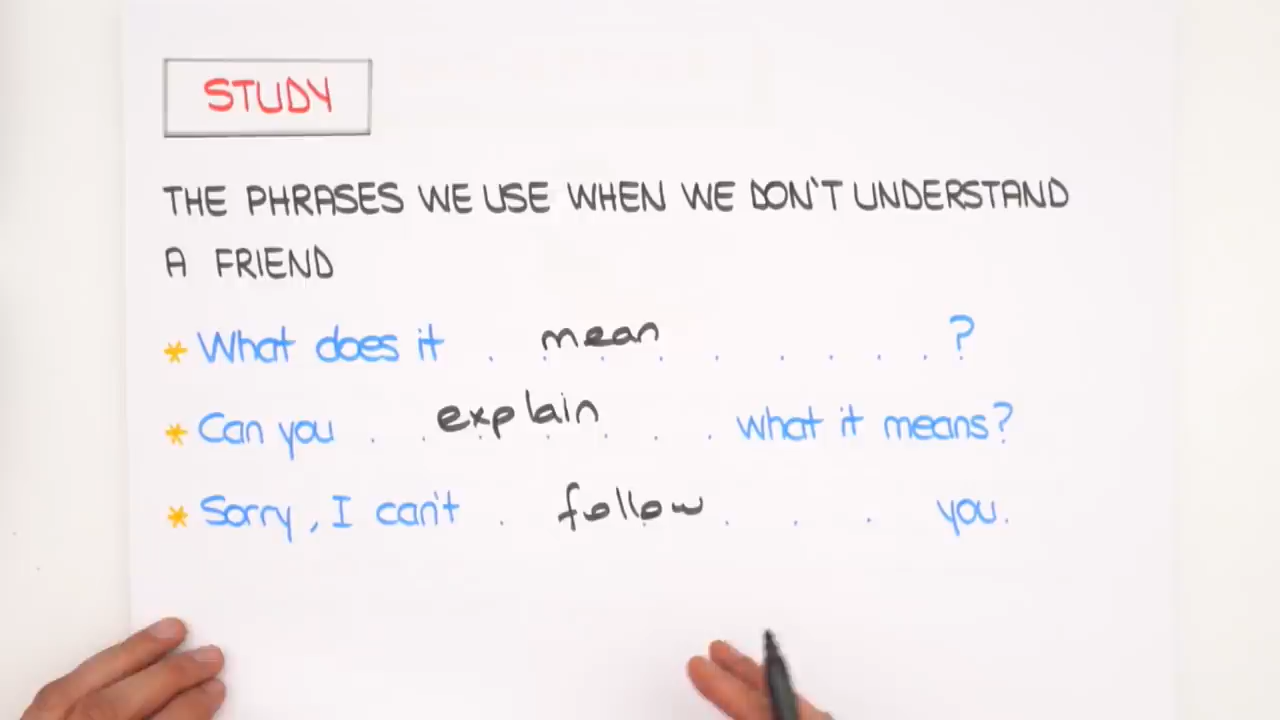 STUDY
THE PHRASES WE USE WHEN WE DON'T UNDERSTAND
A FRIEND
* What does it . mean . . . . . ?
* Can you . . explain . . . what it means?
* Sorry, I can't . follow . . . you.